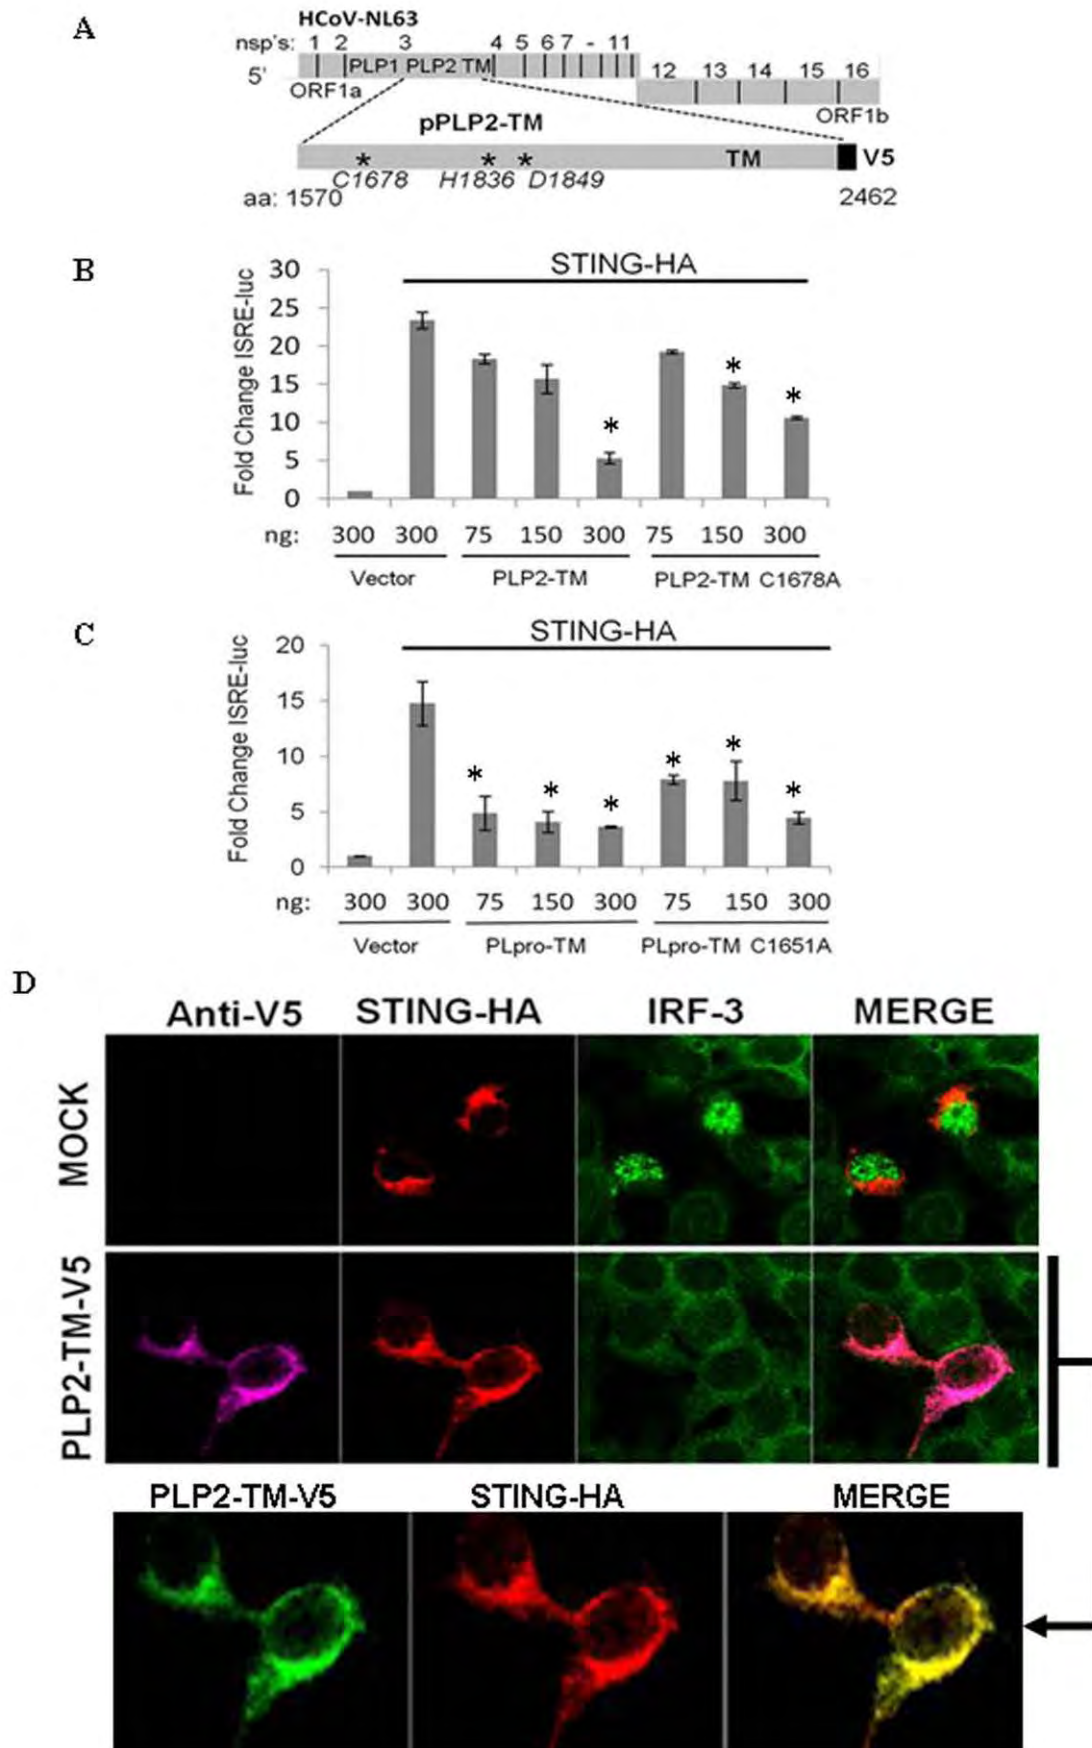 A
HCoV-NL63
nsp's: 1 2 3 4 5 6 7 - 11
5' PLP1 PLP2 TM 12 13 14 15 16
ORF1a ORF1b
pPLP2-TM
* * * TM V5
C1678 H1836 D1849
aa: 1570 2462
B
STING-HA
Fold Change ISRE-luc
30
25
20
15
10
5
0
* * *
ng: 300 300 75 150 300 75 150 300
Vector PLP2-TM PLP2-TM C1678A
C
STING-HA
Fold Change ISRE-luc
20
15
10
5
0
* * * * * *
ng: 300 300 75 150 300 75 150 300
Vector PLpro-TM PLpro-TM C1651A
D
Anti-V5 STING-HA IRF-3 MERGE
MOCK
PLP2-TM-V5
PLP2-TM-V5 STING-HA MERGE